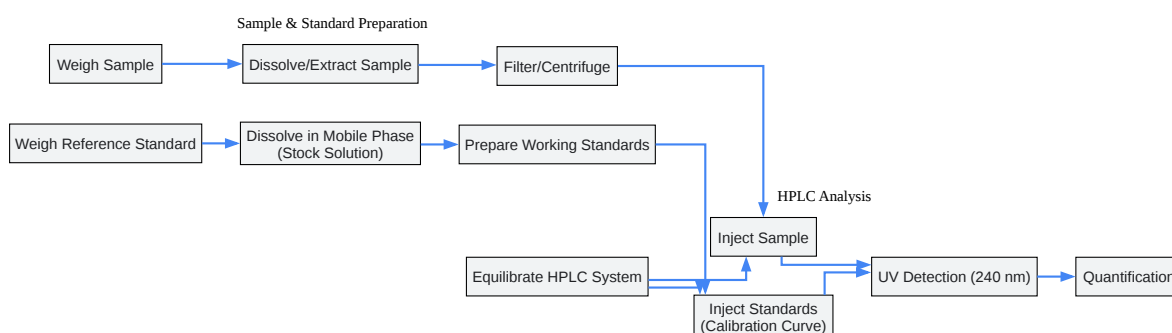 Sample & Standard Preparation
Weigh Sample
Dissolve/Extract Sample
Filter/Centrifuge
Weigh Reference Standard
Dissolve in Mobile Phase
(Stock Solution)
Prepare Working Standards
HPLC Analysis
Inject Sample
Equilibrate HPLC System
UV Detection (240 nm)
Quantification
Inject Standards
(Calibration Curve)